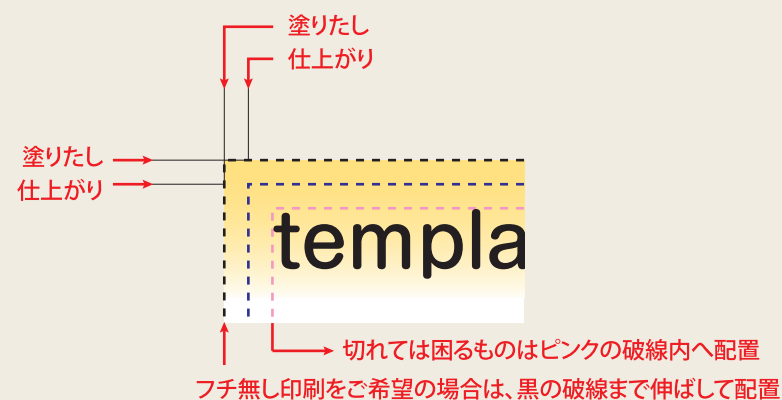 塗りたし
仕上がり
塗りたし
仕上がり
templa
切れては困るものはピンクの破線内へ配置
フチ無し印刷をご希望の場合は、黒の破線まで伸ばして配置